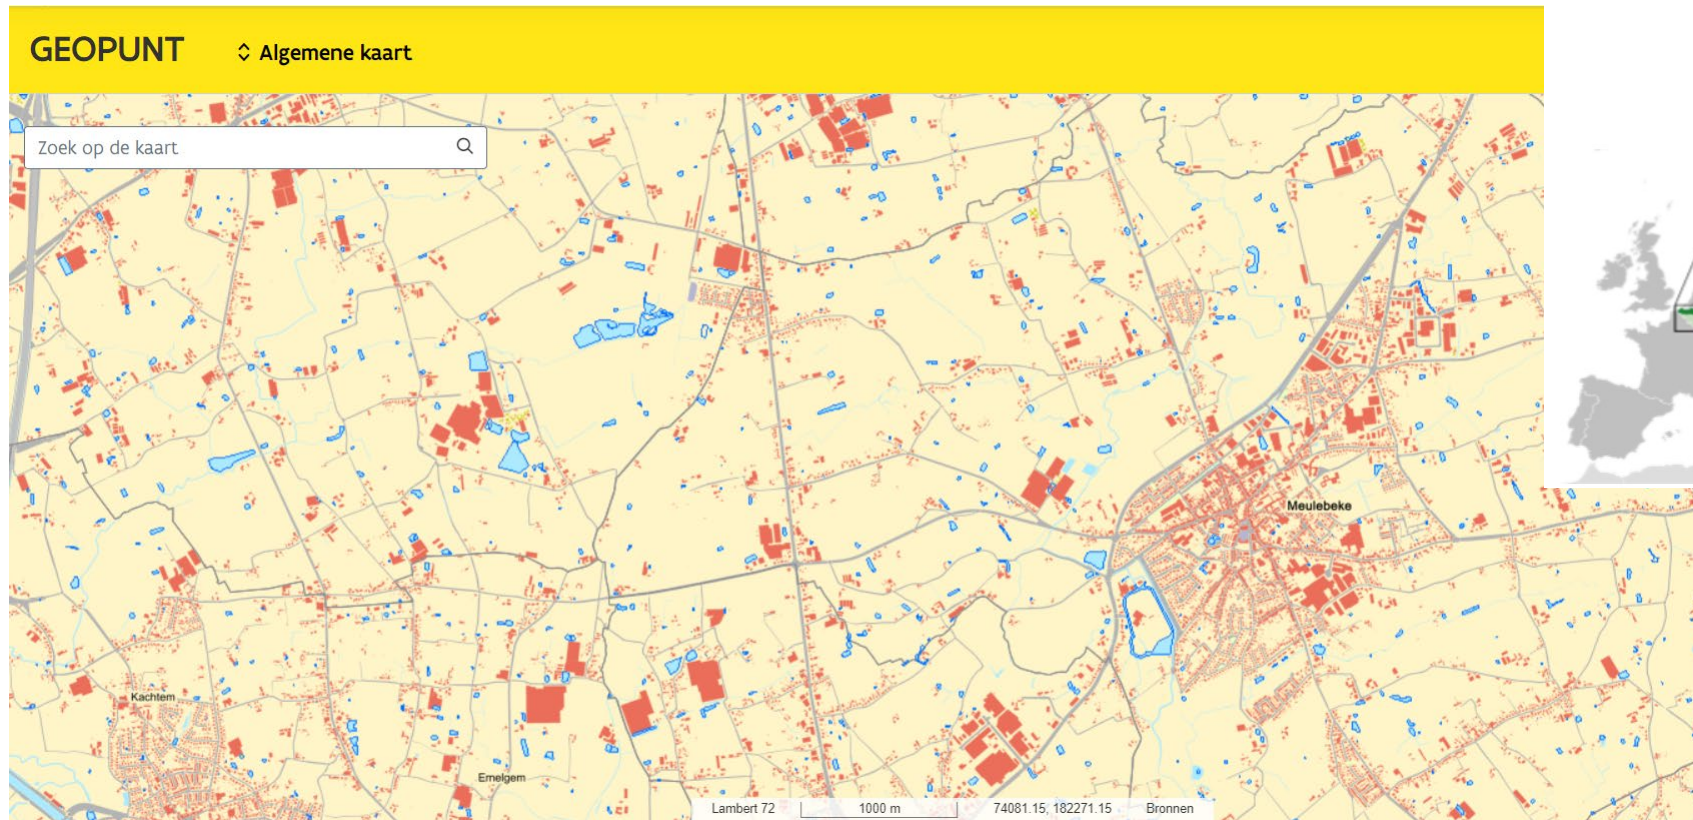 GEOPUNT
Algemene kaart
Zoek op de kaart
Meulebeke
Kachtem
Emelgem
Lambert 72
1000 m
74081.15, 182271.15
Bronnen